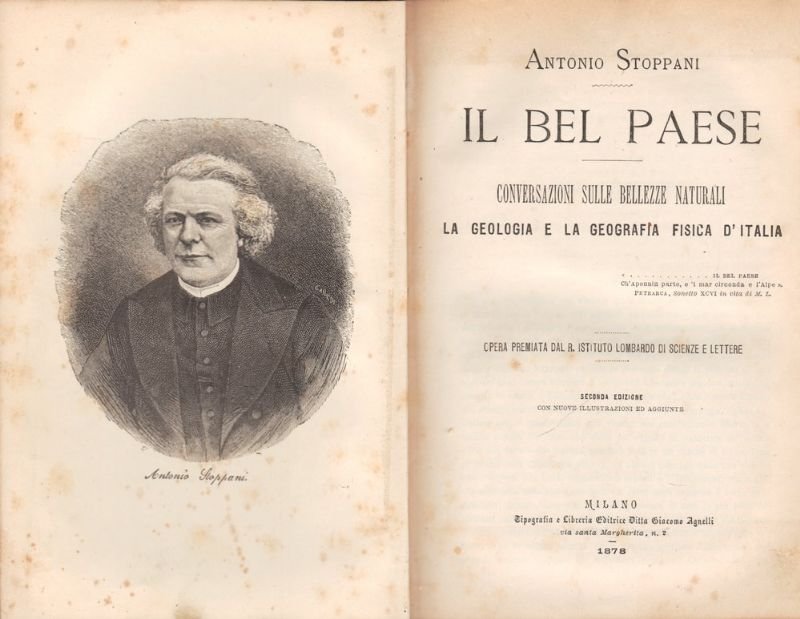 Antonio Stoppani.
ANTONIO STOPPANI
IL BEL PAESE
CONVERSAZIONI SULLE BELLEZZE NATURALI
LA GEOLOGIA E LA GEOGRAFIA FISICA D'ITALIA
« . . . . . . . . . . . . IL BEL PAESE
Ch'Apennin parte, e 'l mar circonda e l'Alpe ».
PETRARCA, Sonetto XCVI in vita di M. L.
OPERA PREMIATA DAL R. ISTITUTO LOMBARDO DI SCIENZE E LETTERE
SECONDA EDIZIONE
CON NUOVE ILLUSTRAZIONI ED AGGIUNTE
MILANO
Tipografia e Libreria Editrice Ditta Giacomo Agnelli
via santa Margherita, n. 2
1878